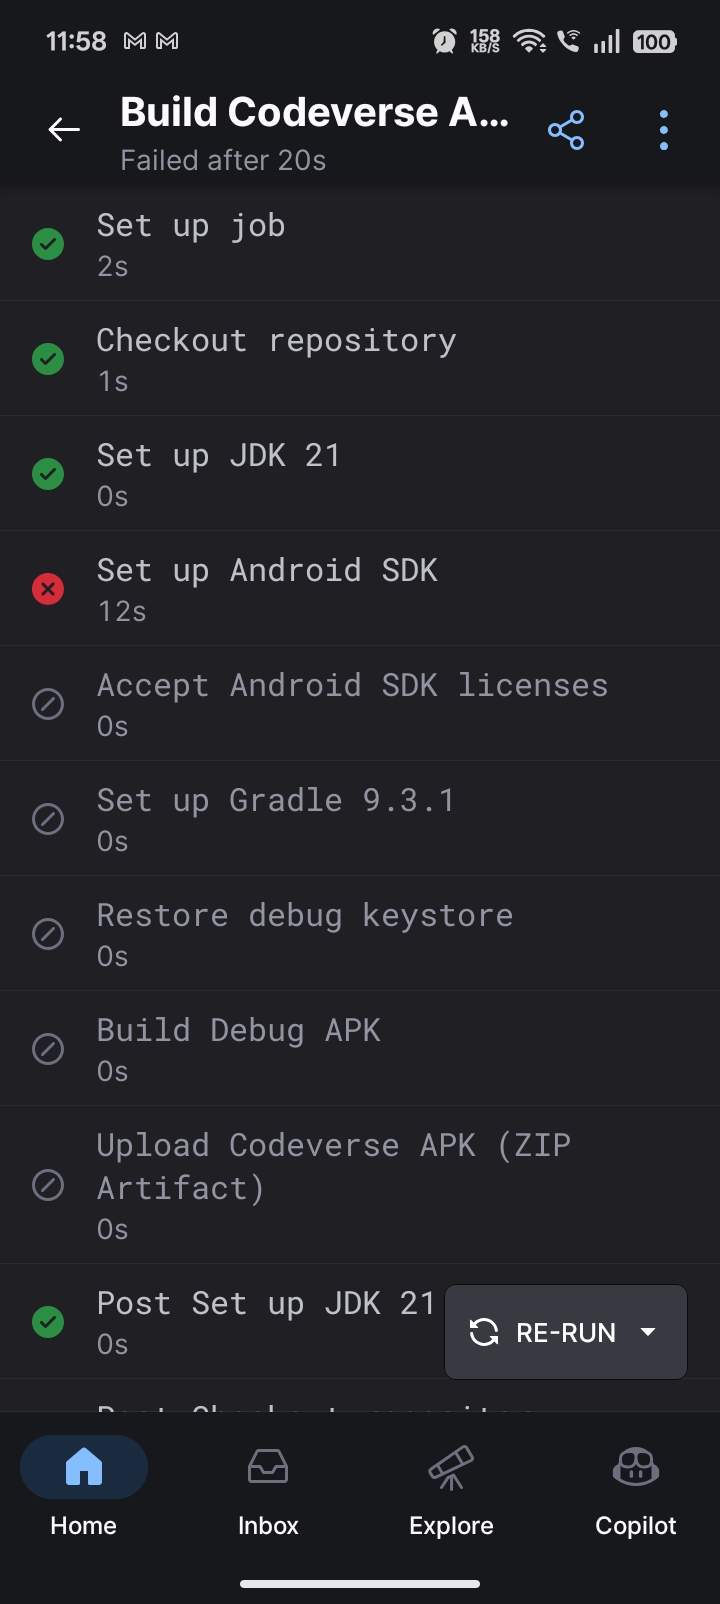 11:58
158
KB/S
100
Build Codeverse A...
Failed after 20s
Set up job
2s
Checkout repository
1s
Set up JDK 21
0s
Set up Android SDK
12s
Accept Android SDK licenses
0s
Set up Gradle 9.3.1
0s
Restore debug keystore
0s
Build Debug APK
0s
Upload Codeverse APK (ZIP
Artifact)
0s
Post Set up JDK 21
0s
RE-RUN
Home
Inbox
Explore
Copilot